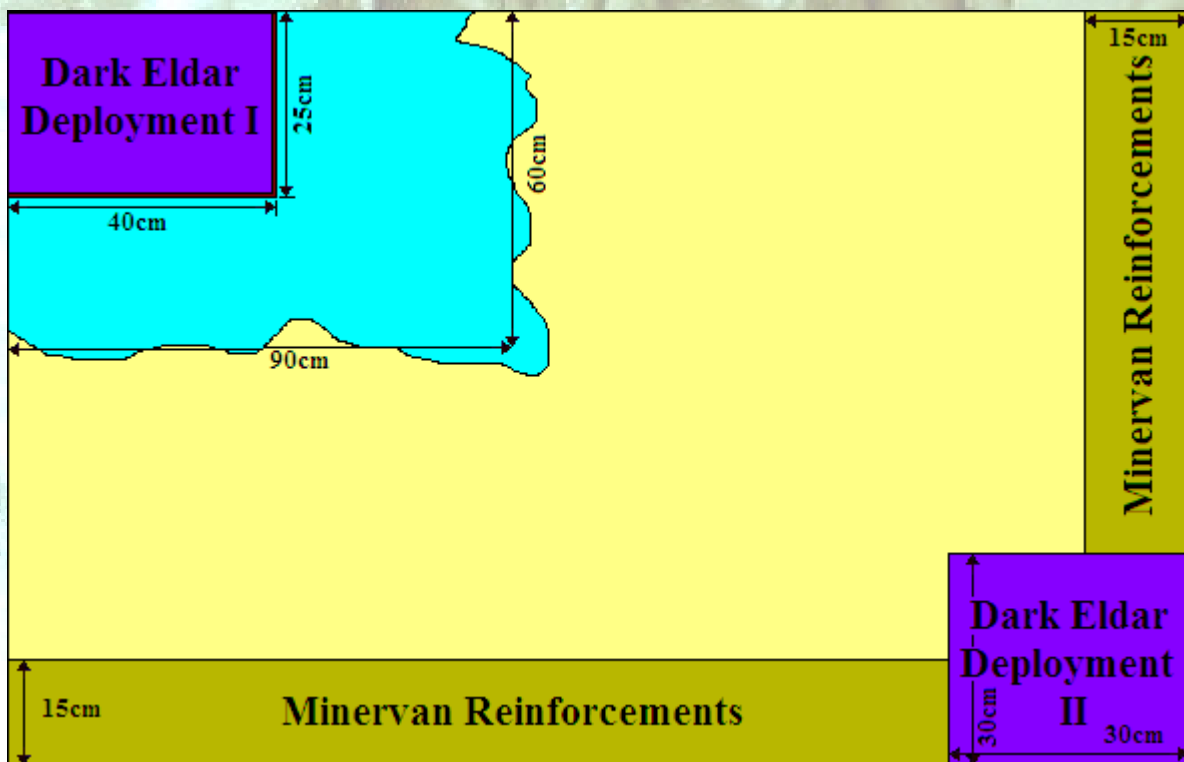 Dark Eldar
Deployment I
25cm
40cm
60cm
90cm
15cm
Minervan Reinforcements
15cm
Minervan Reinforcements
Dark Eldar
Deployment
II
30cm
30cm